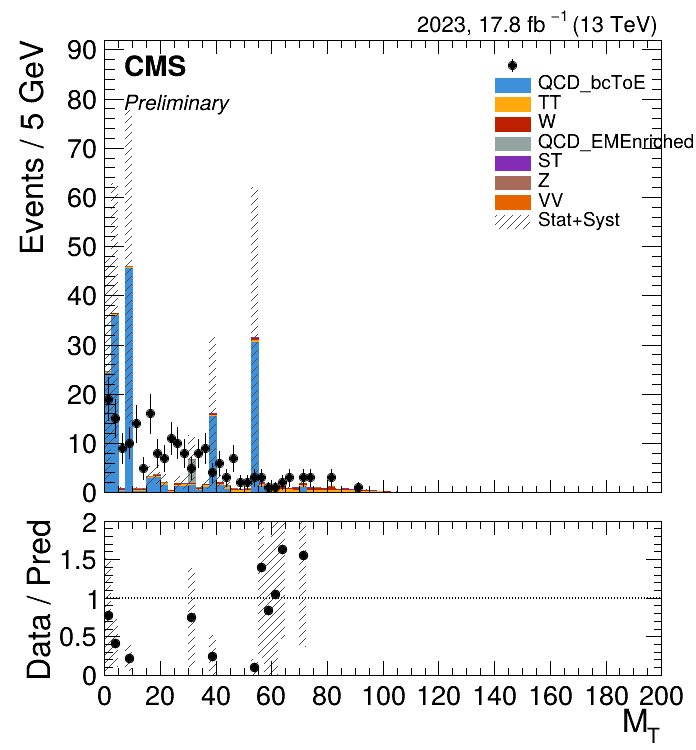 2023, 17.8 fb⁻¹ (13 TeV)
CMS
Preliminary
Events / 5 GeV
90
80
70
60
50
40
30
20
10
0
QCD_bcToE
TT
W
QCD_EMEnriched
ST
Z
VV
Stat+Syst
Data / Pred
2
1.5
1
0.5
0
0 20 40 60 80 100 120 140 160 180 200
M_T